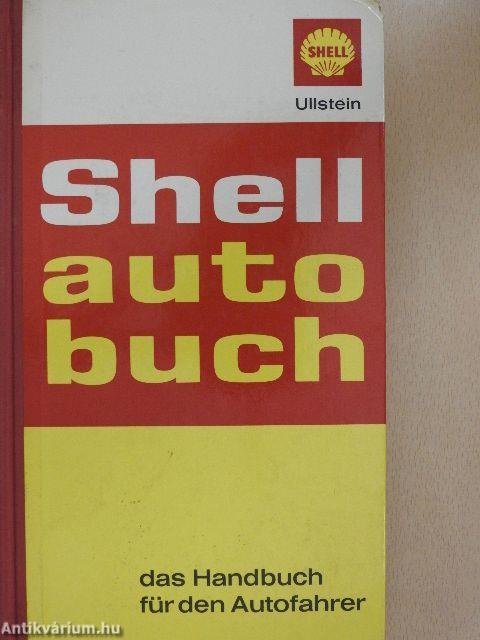 SHELL
Ullstein
Shell
auto
buch
das Handbuch
für den Autofahrer
Antikvárium.hu